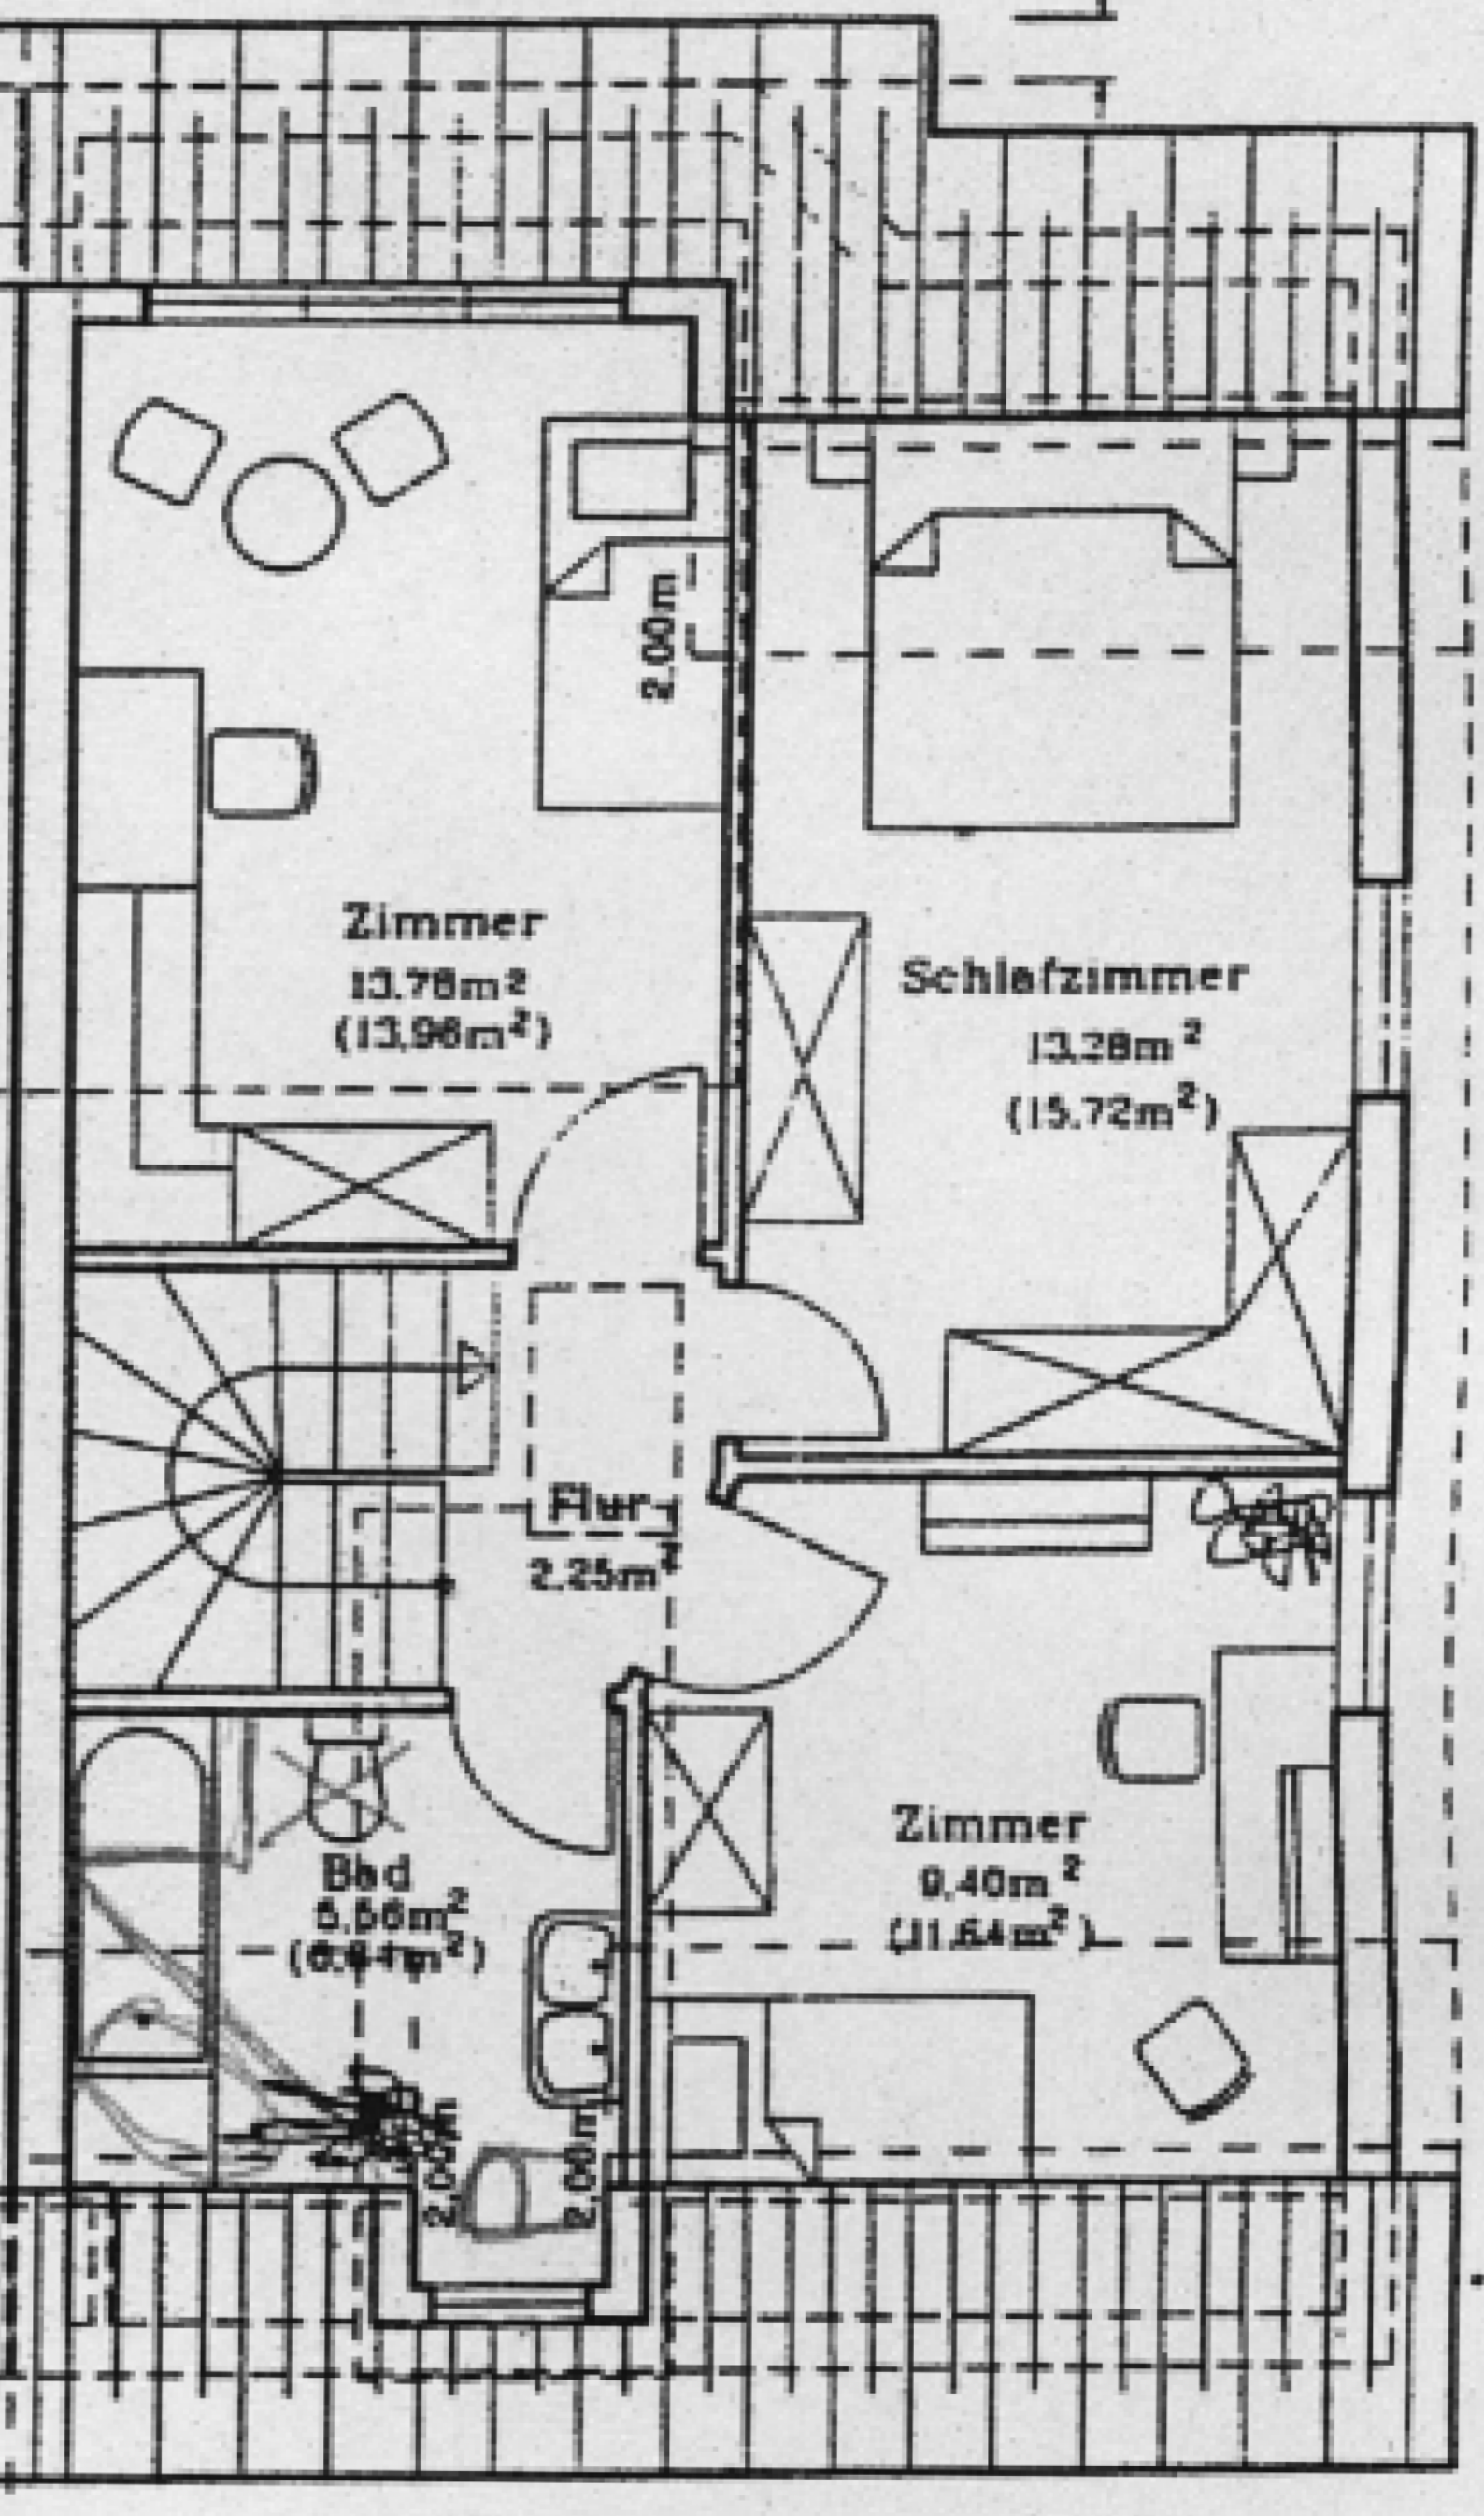 2.00m
Zimmer
13.76m²
(13,96m²)
Schlafzimmer
13.28m²
(15.72m²)
Flur
2.25m²
Zimmer
9.40m²
(11.64m²)
Bad
5.56m²
2.00m
2.00m